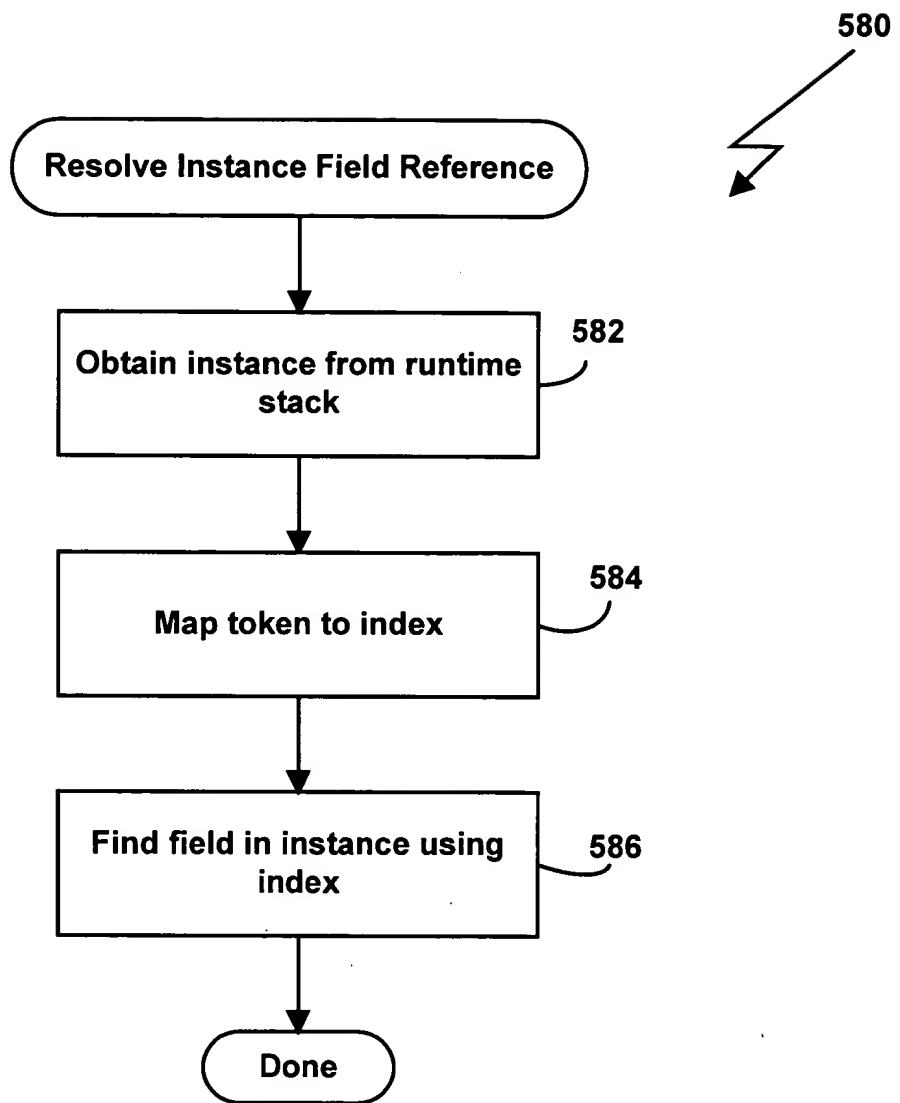 580
Resolve Instance Field Reference
582
Obtain instance from runtime
stack
584
Map token to index
Find field in instance using
586
index
Done